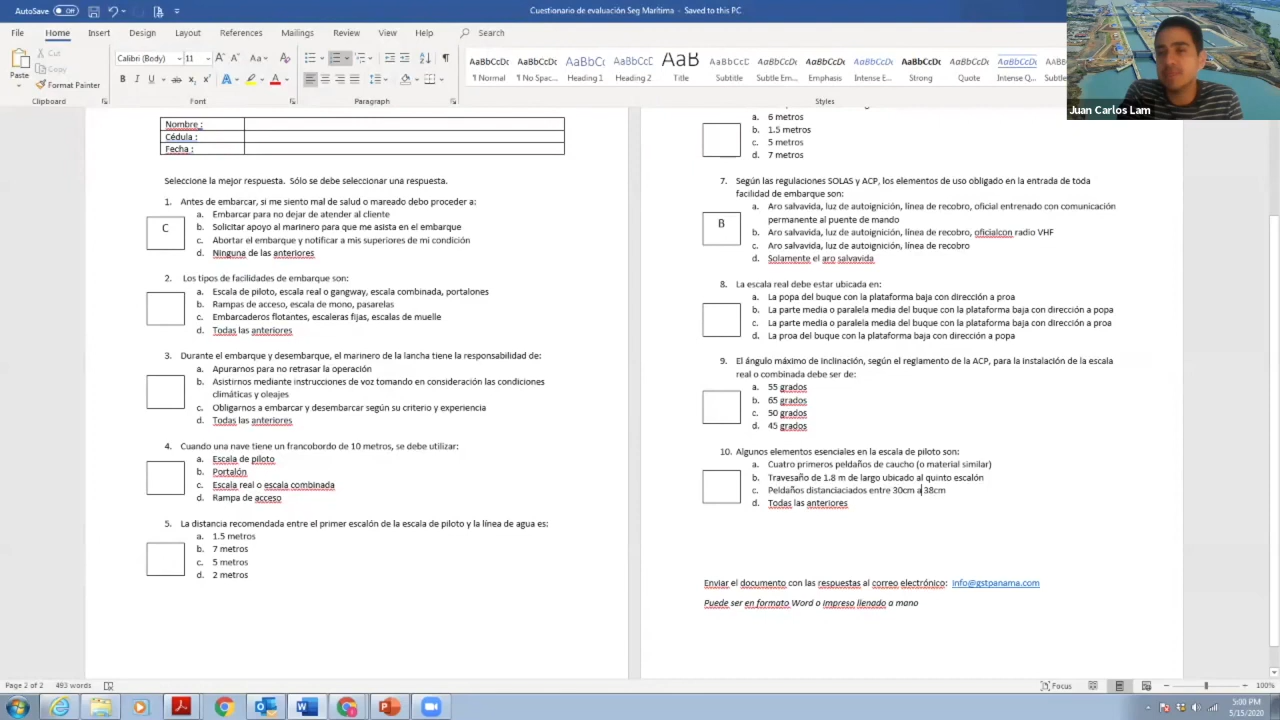 AutoSave Off
Cuestionario de evaluación Seg Marítima - Saved to this PC
File Home Insert Draw Design Layout References Mailings Review View Help Search
Paste
Cut
Copy
Format Painter
Clipboard
Calibri (Body) 11
Font
Paragraph
AaBbCcDc AaBbCcDc AaBbCc AaBbCcC AaB AaBbCcC AaBbCcDc AaBbCcDc AaBbCcDc AaBbCcDc AaBbCcDc AaBbCcDc
¶ Normal ¶ No Spac... Heading 1 Heading 2 Title Subtitle Subtle Em... Emphasis Intense E... Strong Quote Intense Q...
Styles
Juan Carlos Lam
Nombre :
Cédula :
Fecha :
Seleccione la mejor respuesta. Sólo se debe seleccionar una respuesta.
1. Antes de embarcar, si me siento mal de salud o mareado debo proceder a:
C
a. Embarcar para no dejar de atender al cliente
b. Solicitar apoyo al marinero para que me asista en el embarque
c. Abortar el embarque y notificar a mis superiores de mi condición
d. Ninguna de las anteriores
2. Los tipos de facilidades de embarque son:
a. Escala de piloto, escala real o gangway, escala combinada, portalones
b. Rampas de acceso, escala de mono, pasarelas
c. Embarcaderos flotantes, escaleras fijas, escalas de muelle
d. Todas las anteriores
3. Durante el embarque y desembarque, el marinero de la lancha tiene la responsabilidad de:
a. Apurarnos para no retrasar la operación
b. Asistirnos mediante instrucciones de voz tomando en consideración las condiciones
climáticas y oleajes
c. Obligarnos a embarcar y desembarcar según su criterio y experiencia
d. Todas las anteriores
4. Cuando una nave tiene un francobordo de 10 metros, se debe utilizar:
a. Escala de piloto
b. Portalón
c. Escala real o escala combinada
d. Rampa de acceso
5. La distancia recomendada entre el primer escalón de la escala de piloto y la línea de agua es:
a. 1.5 metros
b. 7 metros
c. 5 metros
d. 2 metros
a. 6 metros
b. 1.5 metros
c. 5 metros
d. 7 metros
7. Según las regulaciones SOLAS y ACP, los elementos de uso obligado en la entrada de toda
facilidad de embarque son:
B
a. Aro salvavida, luz de autoignición, línea de recobro, oficial entrenado con comunicación
permanente al puente de mando
b. Aro salvavida, luz de autoignición, línea de recobro, oficialcon radio VHF
c. Aro salvavida, luz de autoignición, línea de recobro
d. Solamente el aro salvavida
8. La escala real debe estar ubicada en:
a. La popa del buque con la plataforma baja con dirección a proa
b. La parte media o paralela media del buque con la plataforma baja con dirección a popa
c. La parte media o paralela media del buque con la plataforma baja con dirección a proa
d. La proa del buque con la plataforma baja con dirección a popa
9. El ángulo máximo de inclinación, según el reglamento de la ACP, para la instalación de la escala
real o combinada debe ser de:
a. 55 grados
b. 65 grados
c. 50 grados
d. 45 grados
10. Algunos elementos esenciales en la escala de piloto son:
a. Cuatro primeros peldaños de caucho (o material similar)
b. Travesaño de 1.8 m de largo ubicado al quinto escalón
c. Peldaños distanciaciados entre 30cm a 38cm
d. Todas las anteriores
Enviar el documento con las respuestas al correo electrónico: info@gstpanama.com
Puede ser en formato Word o impreso llenado a mano
Page 2 of 2 493 words
Focus
100%
5:00 PM
5/15/2020